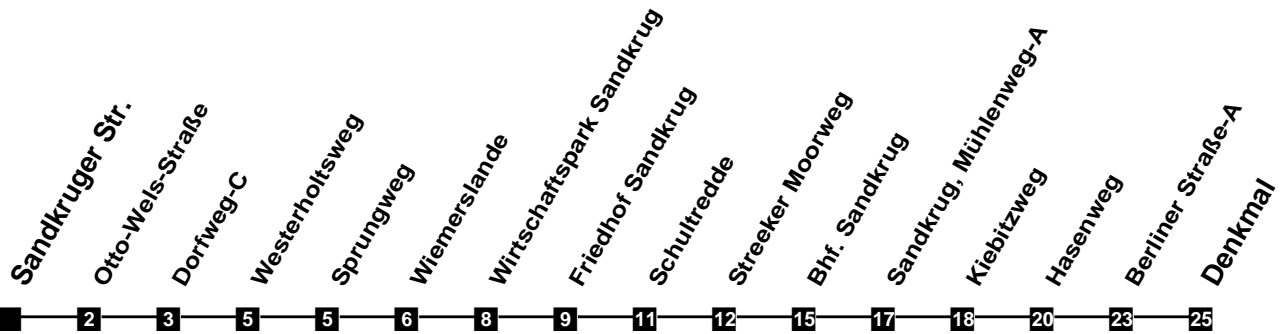 Sandkruger Str.
Otto-Wels-Straße
Dorfweg-C
Westerholtsweg
Sprungweg
Wiemerslande
Wirtschaftspark Sandkrug
Friedhof Sandkrug
Schultredde
Streeker Moorweg
Bhf. Sandkrug
Sandkrug, Mühlenweg-A
Kiebitzweg
Hasenweg
Berliner Straße-A
Denkmal
2 3 5 5 6 8 9 11 12 15 17 18 20 23 25